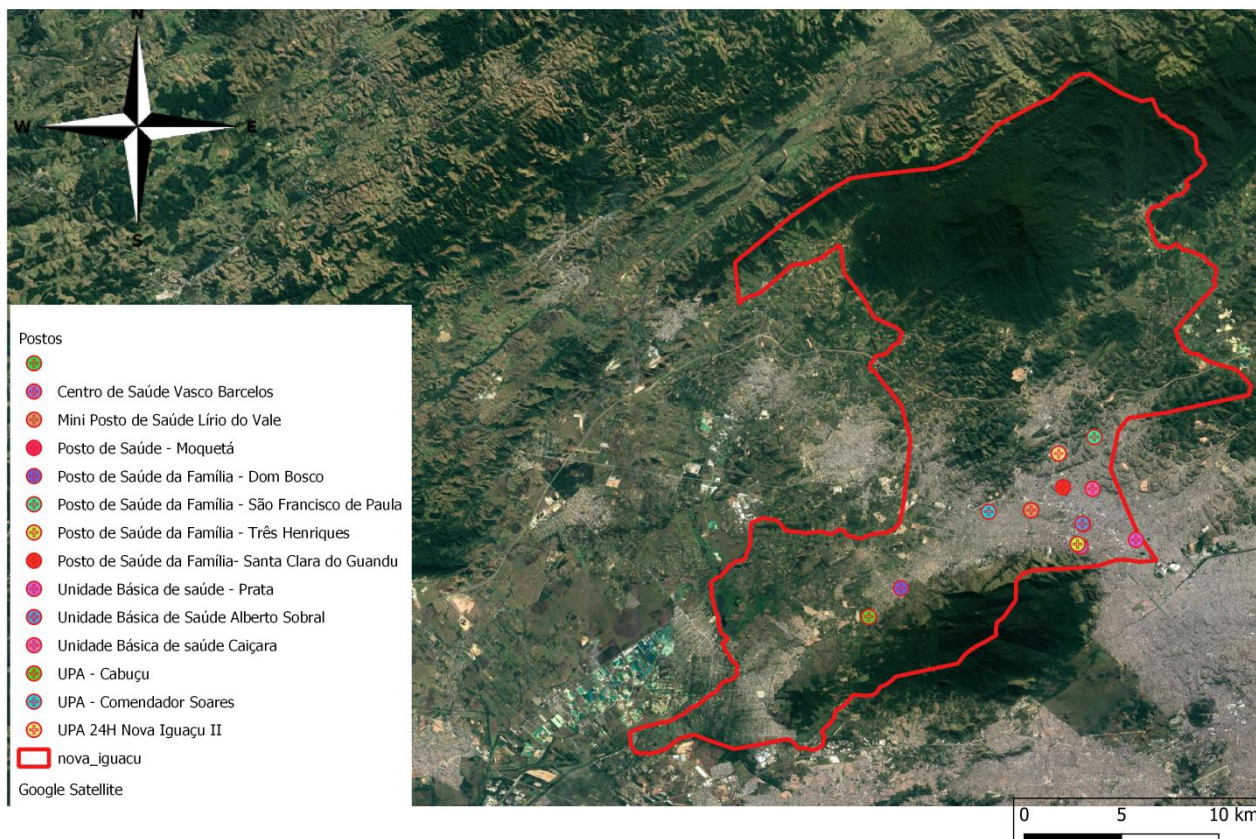 N
W
E
S
Postos
Centro de Saúde Vasco Barcelos
Mini Posto de Saúde Lírio do Vale
Posto de Saúde - Moquetá
Posto de Saúde da Família - Dom Bosco
Posto de Saúde da Família - São Francisco de Paula
Posto de Saúde da Família - Três Henriques
Posto de Saúde da Família- Santa Clara do Guandu
Unidade Básica de saúde - Prata
Unidade Básica de Saúde Alberto Sobral
Unidade Básica de saúde Caiçara
UPA - Cabuçu
UPA - Comendador Soares
UPA 24H Nova Iguaçu II
nova_iguacu
Google Satellite
0 5 10 km